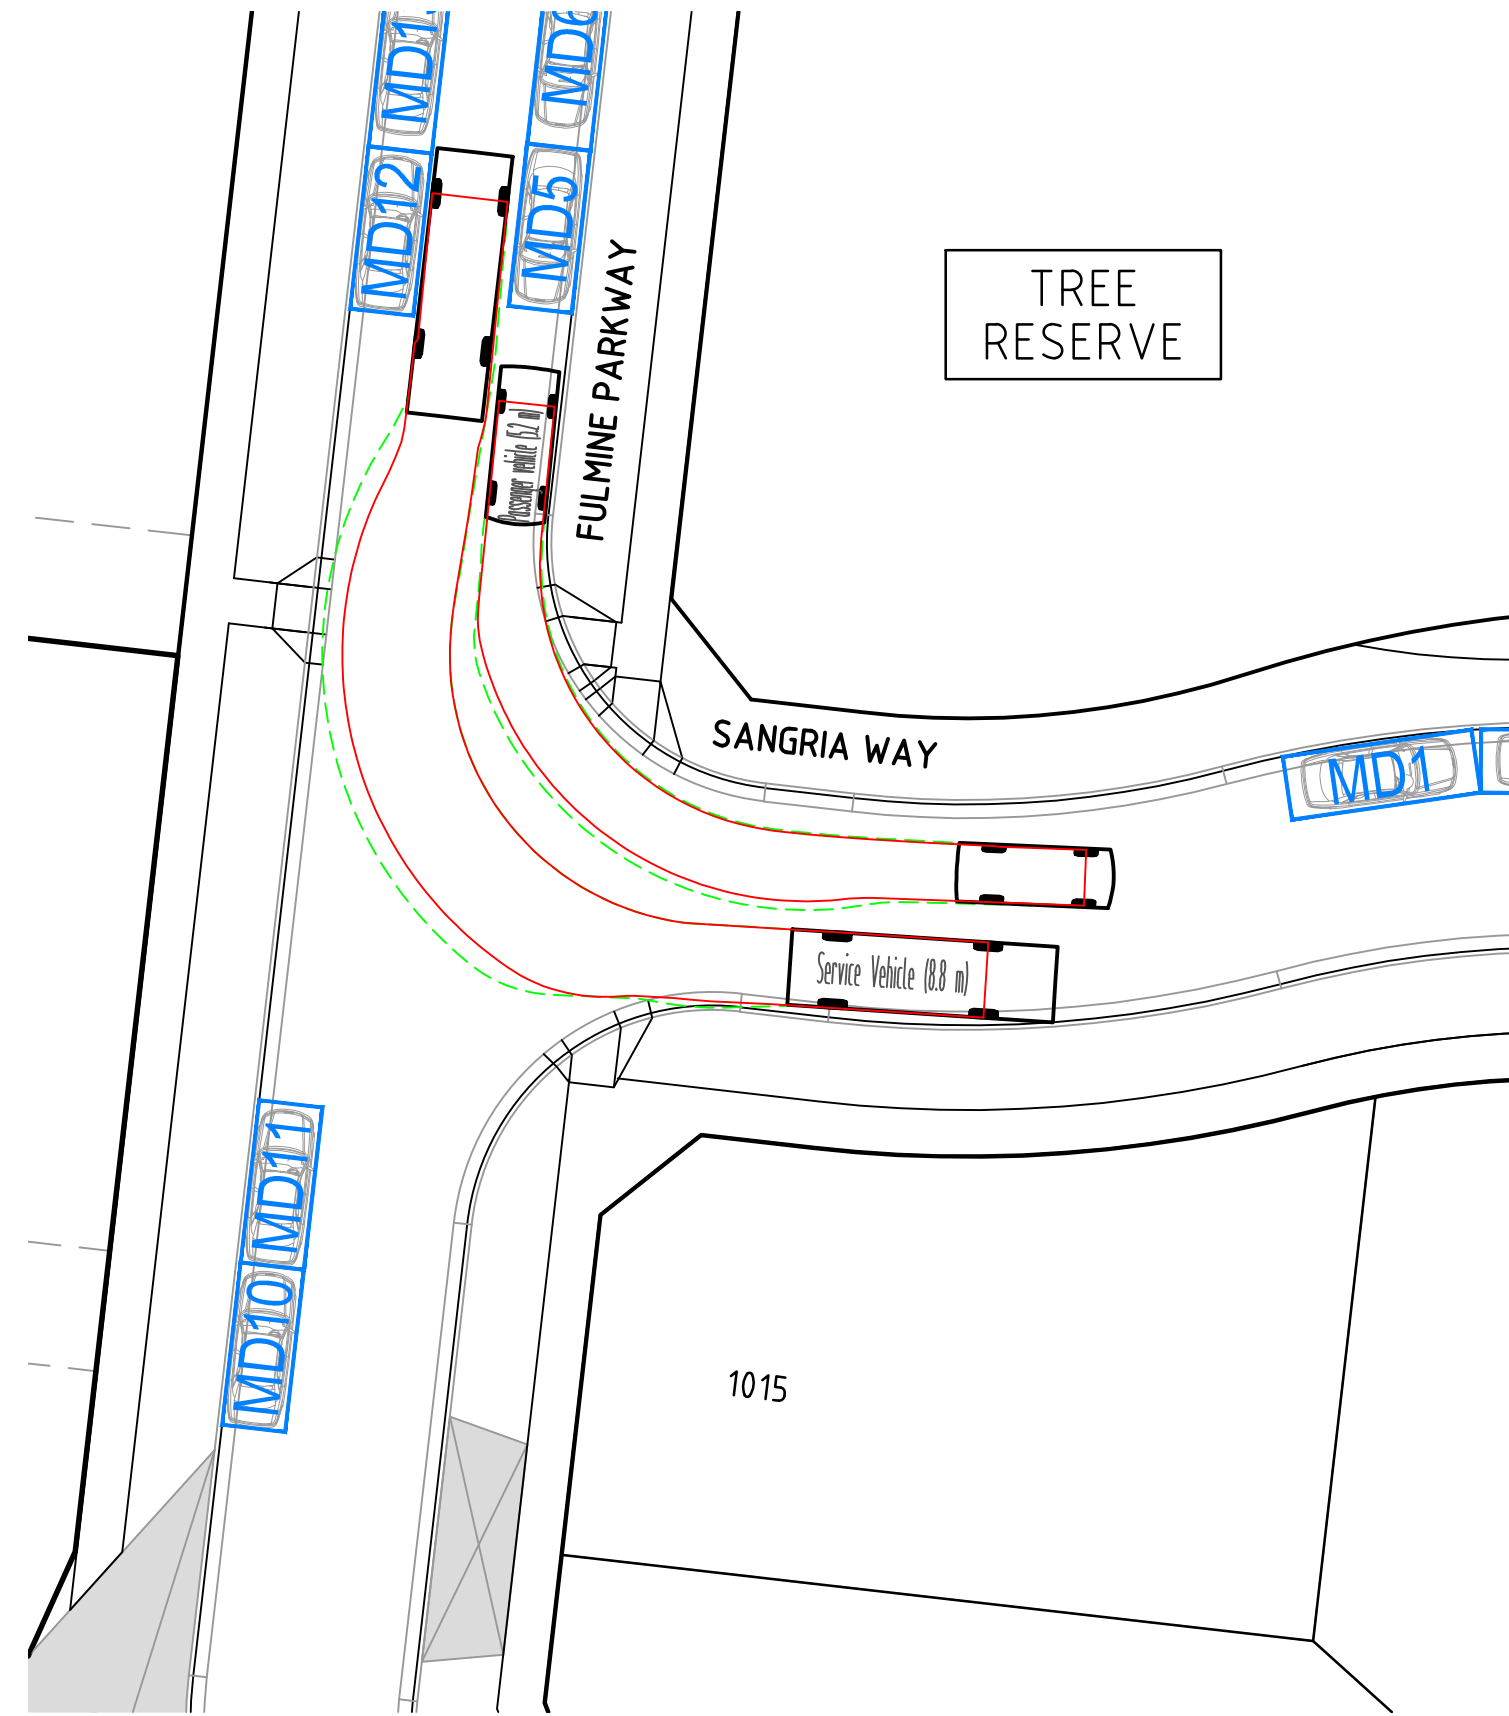 MD6
MD12
MD5
TREE
RESERVE
FULMINE PARKWAY
Passenger vehicle (5.2 m)
SANGRIA WAY
MD1
Service Vehicle (8.8 m)
MD11
MD10
1015